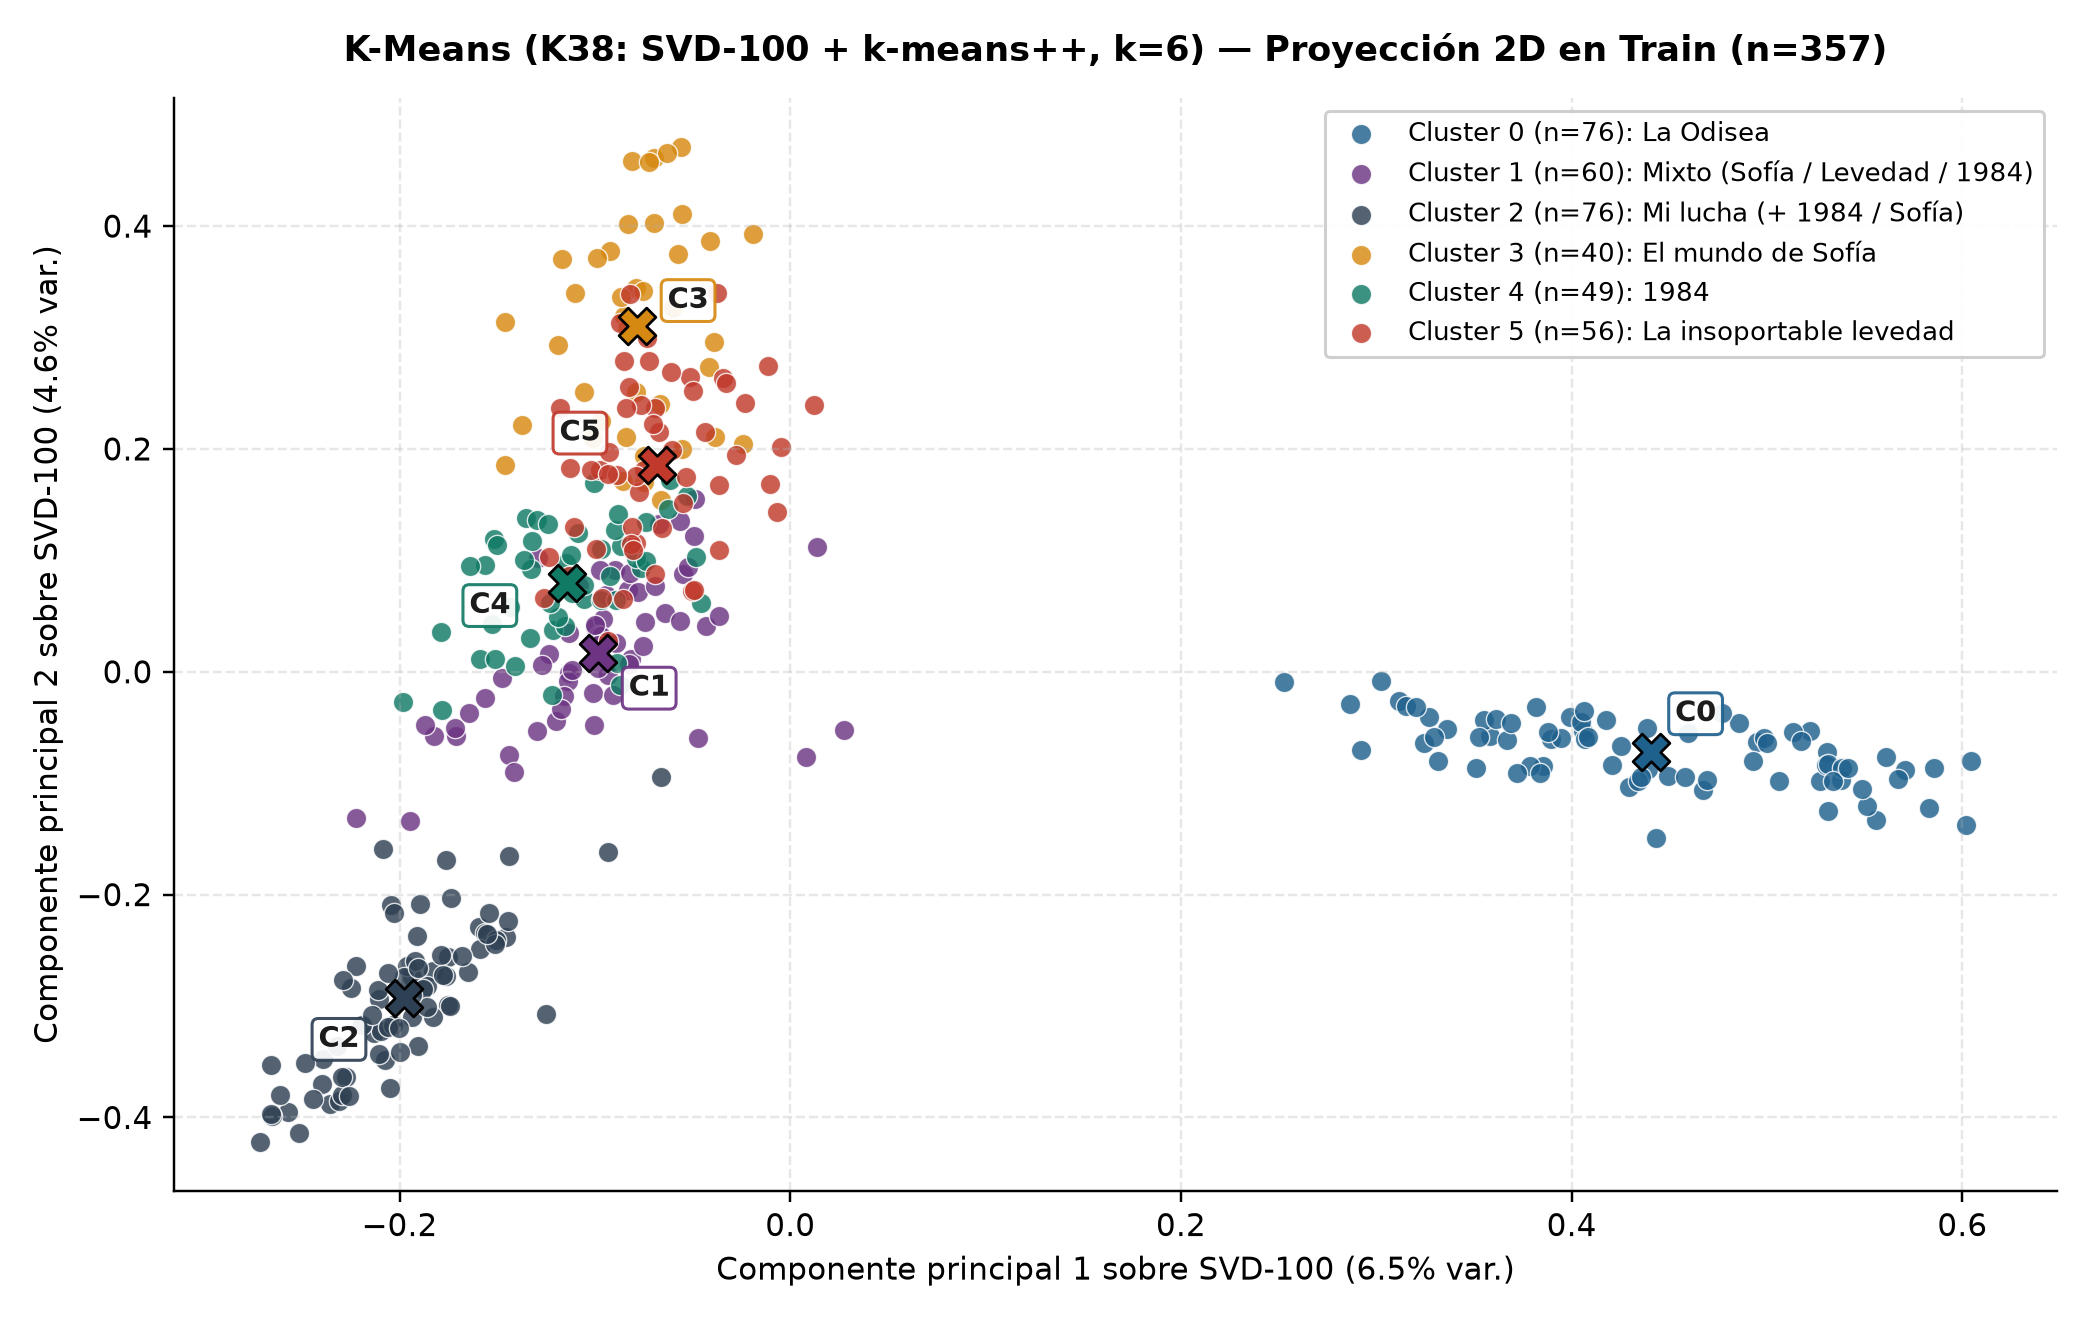 K-Means (K38: SVD-100 + k-means++, k=6) — Proyección 2D en Train (n=357)
Cluster 0 (n=76): La Odisea
Cluster 1 (n=60): Mixto (Sofía / Levedad / 1984)
Cluster 2 (n=76): Mi lucha (+ 1984 / Sofía)
Cluster 3 (n=40): El mundo de Sofía
Cluster 4 (n=49): 1984
Cluster 5 (n=56): La insoportable levedad
Componente principal 2 sobre SVD-100 (4.6% var.)
0.4
0.2
0.0
−0.2
−0.4
C3
C5
C4
C1
C0
C2
−0.2
0.0
0.2
0.4
0.6
Componente principal 1 sobre SVD-100 (6.5% var.)